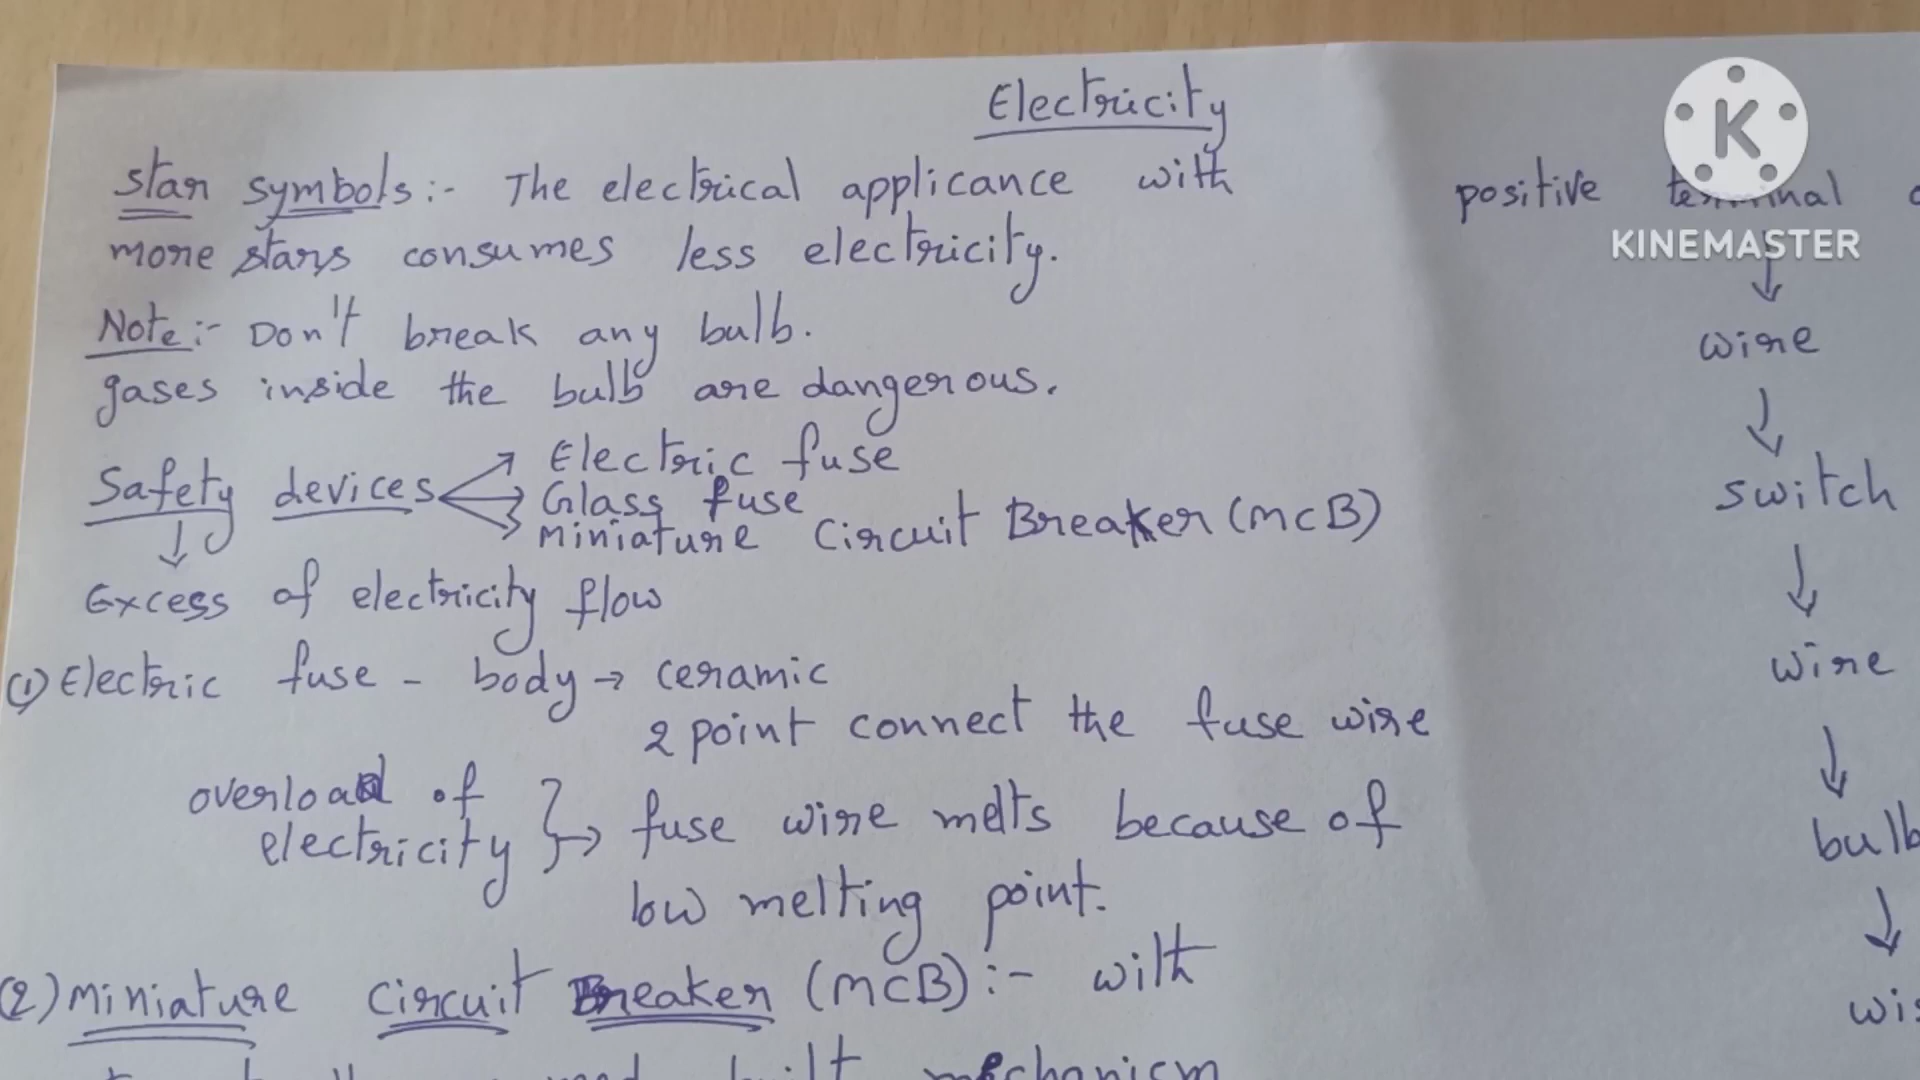 Electricity
Star symbols:- The electrical applicance with
more stars consumes less electricity.
Note:- Don't break any bulb.
gases inside the bulb are dangerous.
Safety devices → Electric fuse
→ Glass fuse
→ Miniature Circuit Breaker (MCB)
↓
Excess of electricity flow
(1) Electric fuse - body → ceramic
2 point connect the fuse wire
overload of
electricity } → fuse wire melts because of
low melting point.
(2) Miniature Circuit Breaker (MCB):- with
built mechanism
positive terminal
↓
wire
↓
switch
↓
wire
↓
bulb
↓
K
KINEMASTER